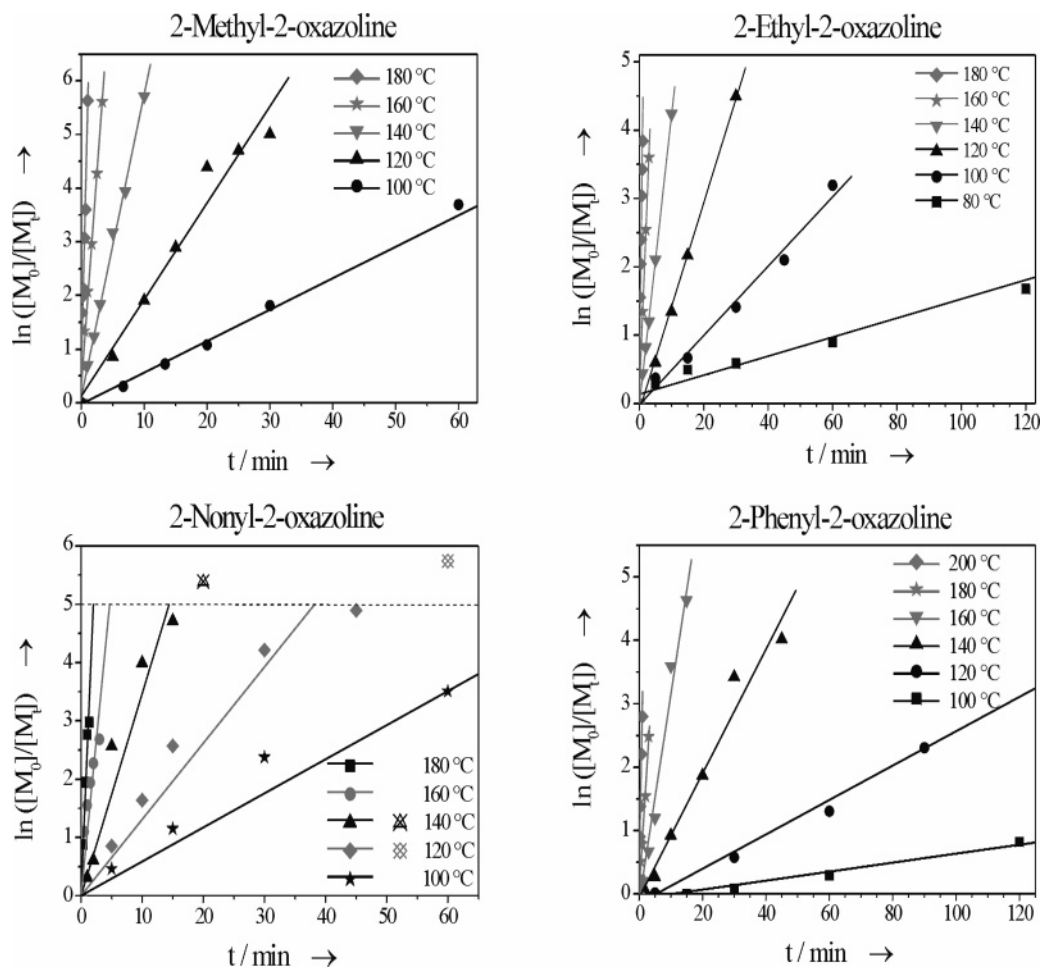 2-Methyl-2-oxazoline
ln ([M₀]/[Mₜ]) →
6
5
4
3
2
1
0
180 °C
160 °C
140 °C
120 °C
100 °C
0 10 20 30 40 50 60
t / min →
2-Ethyl-2-oxazoline
ln ([M₀]/[Mₜ]) →
5
4
3
2
1
0
180 °C
160 °C
140 °C
120 °C
100 °C
80 °C
0 20 40 60 80 100 120
t / min →
2-Nonyl-2-oxazoline
ln ([M₀]/[Mₜ]) →
6
5
4
3
2
1
0
180 °C
160 °C
140 °C
120 °C
100 °C
0 10 20 30 40 50 60
t / min →
2-Phenyl-2-oxazoline
ln ([M₀]/[Mₜ]) →
5
4
3
2
1
0
200 °C
180 °C
160 °C
140 °C
120 °C
100 °C
0 20 40 60 80 100 120
t / min →